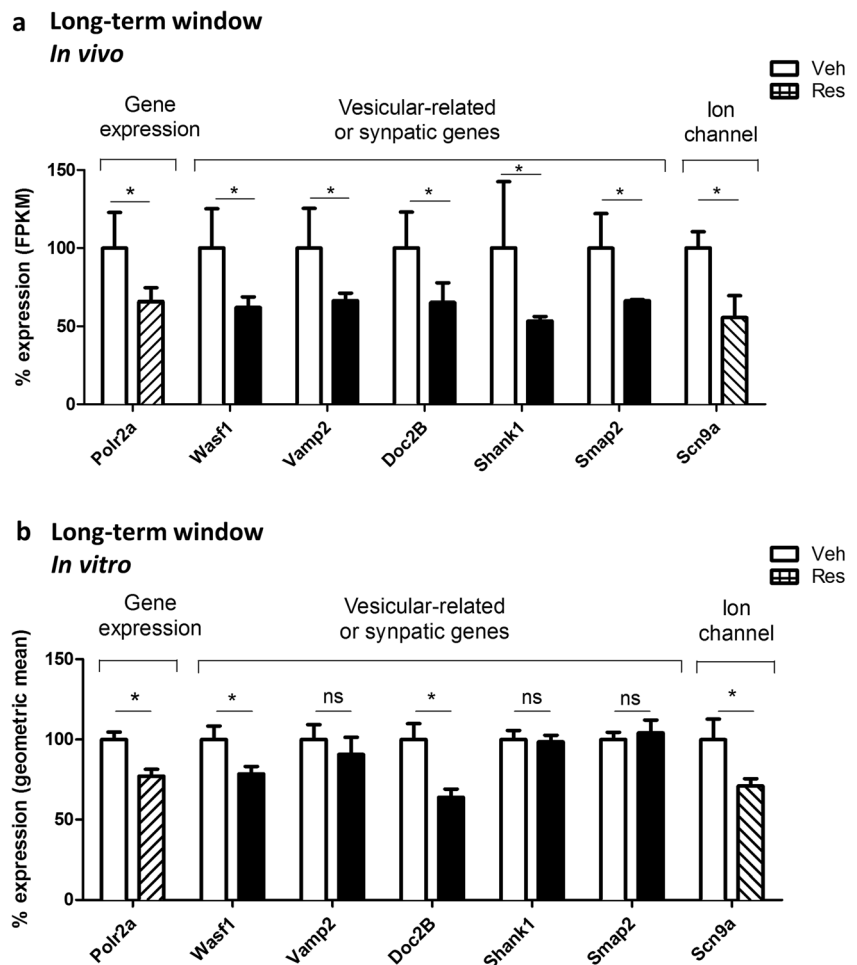 a Long-term window
In vivo
Veh
Res
Gene
expression
Vesicular-related
or synpatic genes
Ion
channel
% expression (FPKM)
150
100
50
0
* * * * * * *
Polr2a Wasf1 Vamp2 Doc2B Shank1 Smap2 Scn9a
b Long-term window
In vitro
Veh
Res
Gene
expression
Vesicular-related
or synpatic genes
Ion
channel
% expression (geometric mean)
150
100
50
0
* * ns * ns ns *
Polr2a Wasf1 Vamp2 Doc2B Shank1 Smap2 Scn9a